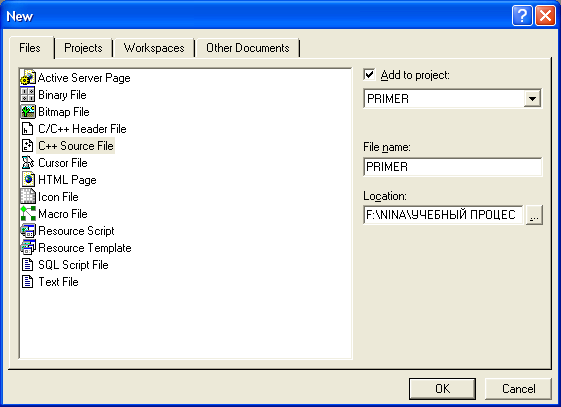 New
Files
Projects
Workspaces
Other Documents
Active Server Page
Binary File
Bitmap File
C/C++ Header File
C++ Source File
Cursor File
HTML Page
Icon File
Macro File
Resource Script
Resource Template
SQL Script File
Text File
Add to project:
PRIMER
File name:
PRIMER
Location:
F:\NINA\УЧЕБНЫЙ ПРОЦЕС
...
OK
Cancel